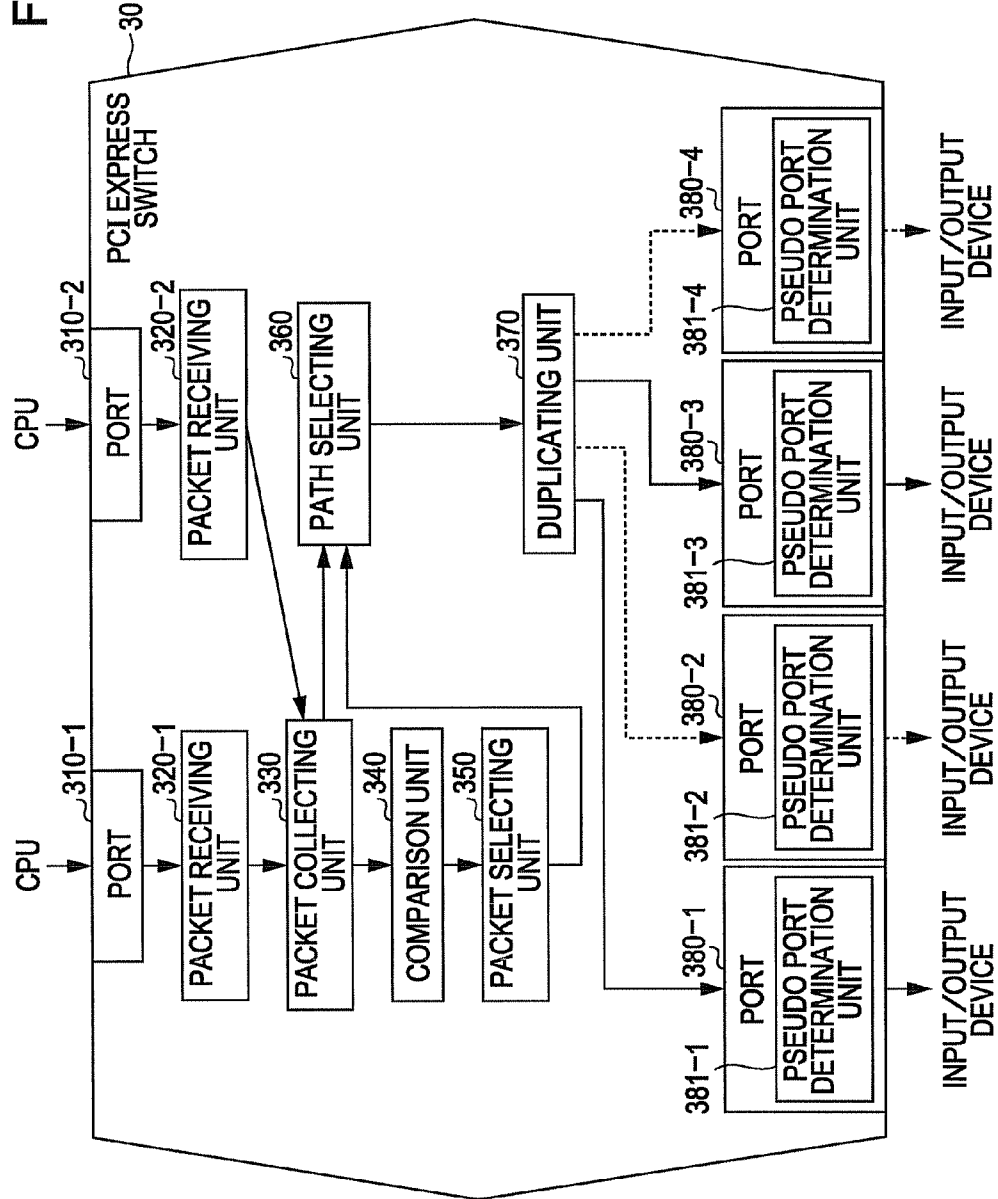 F
30
PCI EXPRESS
SWITCH
CPU
CPU
310-1
PORT
310-2
PORT
320-1
PACKET RECEIVING
UNIT
320-2
PACKET RECEIVING
UNIT
330
PACKET COLLECTING
UNIT
360
PATH SELECTING
UNIT
340
COMPARISON UNIT
350
PACKET SELECTING
UNIT
370
DUPLICATING UNIT
380-1
PORT
381-1
PSEUDO PORT
DETERMINATION
UNIT
380-2
PORT
381-2
PSEUDO PORT
DETERMINATION
UNIT
380-3
PORT
381-3
PSEUDO PORT
DETERMINATION
UNIT
380-4
PORT
381-4
PSEUDO PORT
DETERMINATION
UNIT
INPUT/OUTPUT
DEVICE
INPUT/OUTPUT
DEVICE
INPUT/OUTPUT
DEVICE
INPUT/OUTPUT
DEVICE